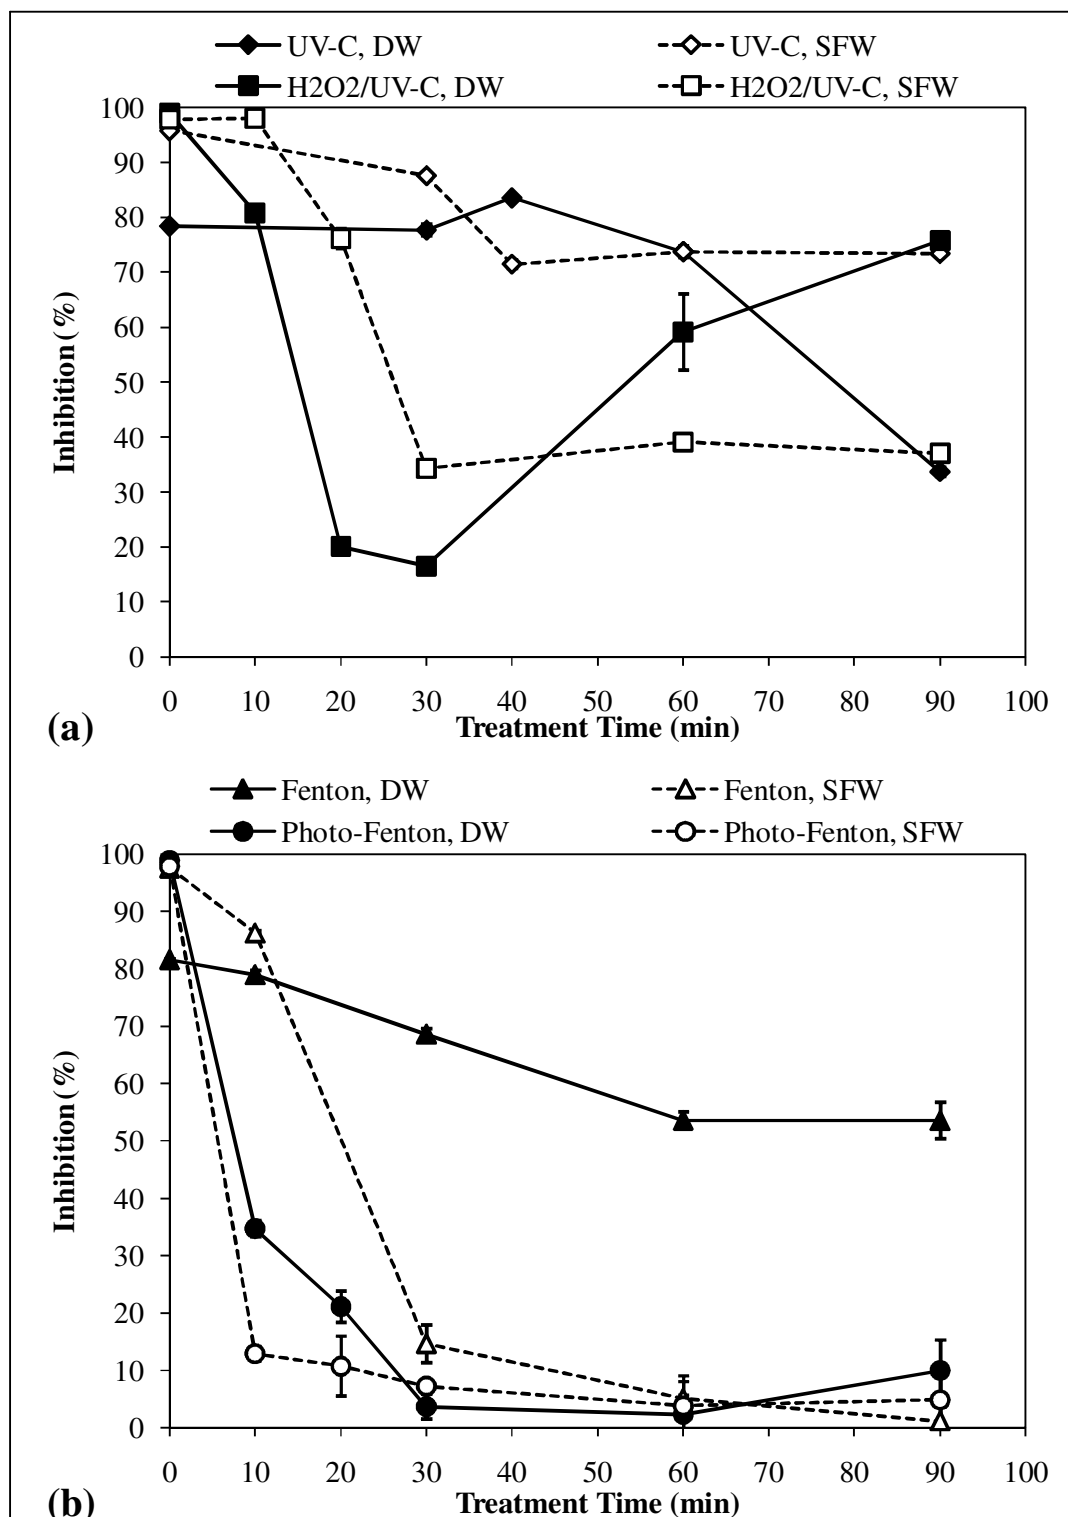 UV-C, DW UV-C, SFW
H2O2/UV-C, DW H2O2/UV-C, SFW
100
90
80
70
60
50
40
30
20
10
0
Inhibition (%)
0 10 20 30 40 50 60 70 80 90 100
Treatment Time (min)
(a)
Fenton, DW Fenton, SFW
Photo-Fenton, DW Photo-Fenton, SFW
100
90
80
70
60
50
40
30
20
10
0
Inhibition (%)
0 10 20 30 40 50 60 70 80 90 100
Treatment Time (min)
(b)